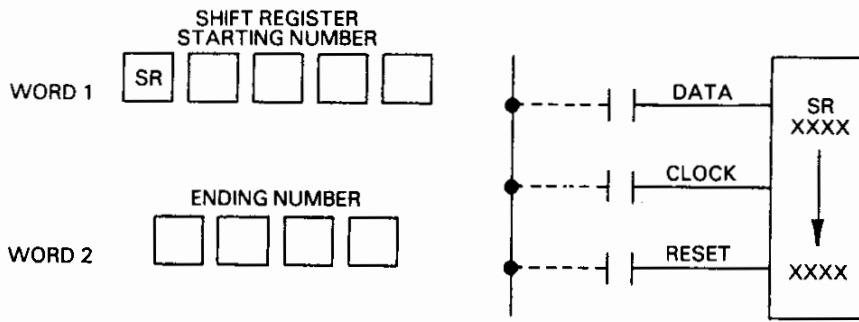 SHIFT REGISTER
STARTING NUMBER
WORD 1 SR
ENDING NUMBER
WORD 2
DATA
CLOCK
RESET
SR
XXXX
XXXX